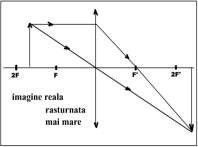 2F F F' 2F'
imagine reala
rasturnata
mai mare